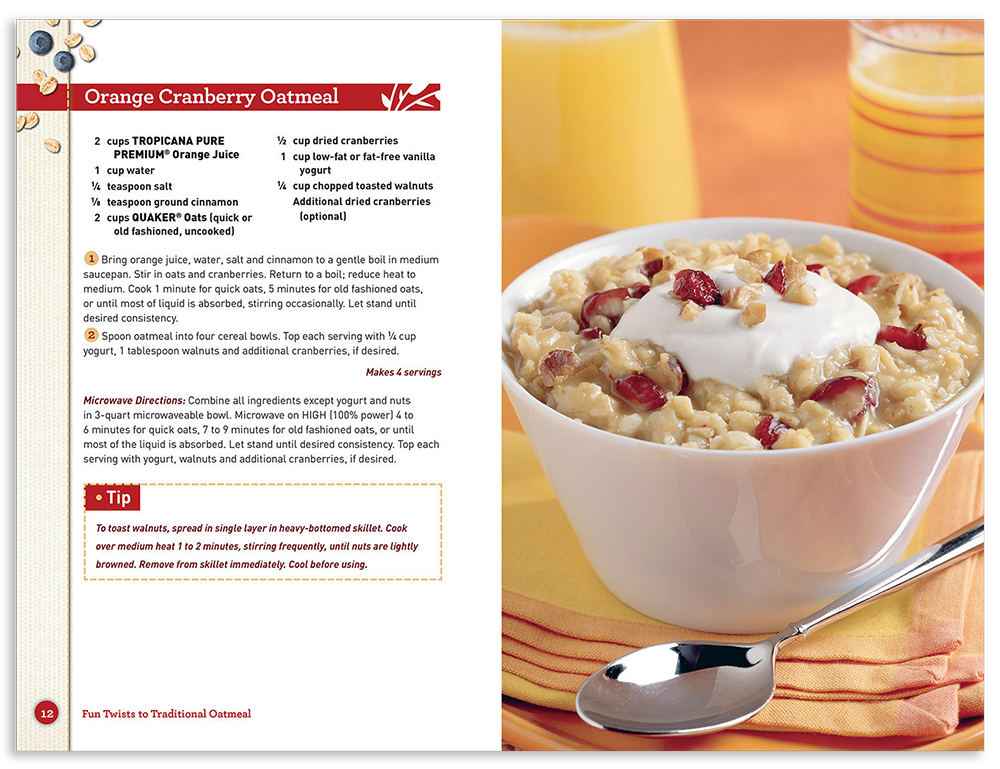 Orange Cranberry Oatmeal
2 cups TROPICANA PURE
PREMIUM® Orange Juice
1 cup water
¼ teaspoon salt
⅛ teaspoon ground cinnamon
2 cups QUAKER® Oats (quick or
old fashioned, uncooked)
½ cup dried cranberries
1 cup low-fat or fat-free vanilla
yogurt
¼ cup chopped toasted walnuts
Additional dried cranberries
(optional)
1 Bring orange juice, water, salt and cinnamon to a gentle boil in medium
saucepan. Stir in oats and cranberries. Return to a boil; reduce heat to
medium. Cook 1 minute for quick oats, 5 minutes for old fashioned oats,
or until most of liquid is absorbed, stirring occasionally. Let stand until
desired consistency.
2 Spoon oatmeal into four cereal bowls. Top each serving with ¼ cup
yogurt, 1 tablespoon walnuts and additional cranberries, if desired.
Makes 4 servings
Microwave Directions: Combine all ingredients except yogurt and nuts
in 3-quart microwaveable bowl. Microwave on HIGH (100% power) 4 to
6 minutes for quick oats, 7 to 9 minutes for old fashioned oats, or until
most of the liquid is absorbed. Let stand until desired consistency. Top each
serving with yogurt, walnuts and additional cranberries, if desired.
• Tip
To toast walnuts, spread in single layer in heavy-bottomed skillet. Cook
over medium heat 1 to 2 minutes, stirring frequently, until nuts are lightly
browned. Remove from skillet immediately. Cool before using.
12 Fun Twists to Traditional Oatmeal